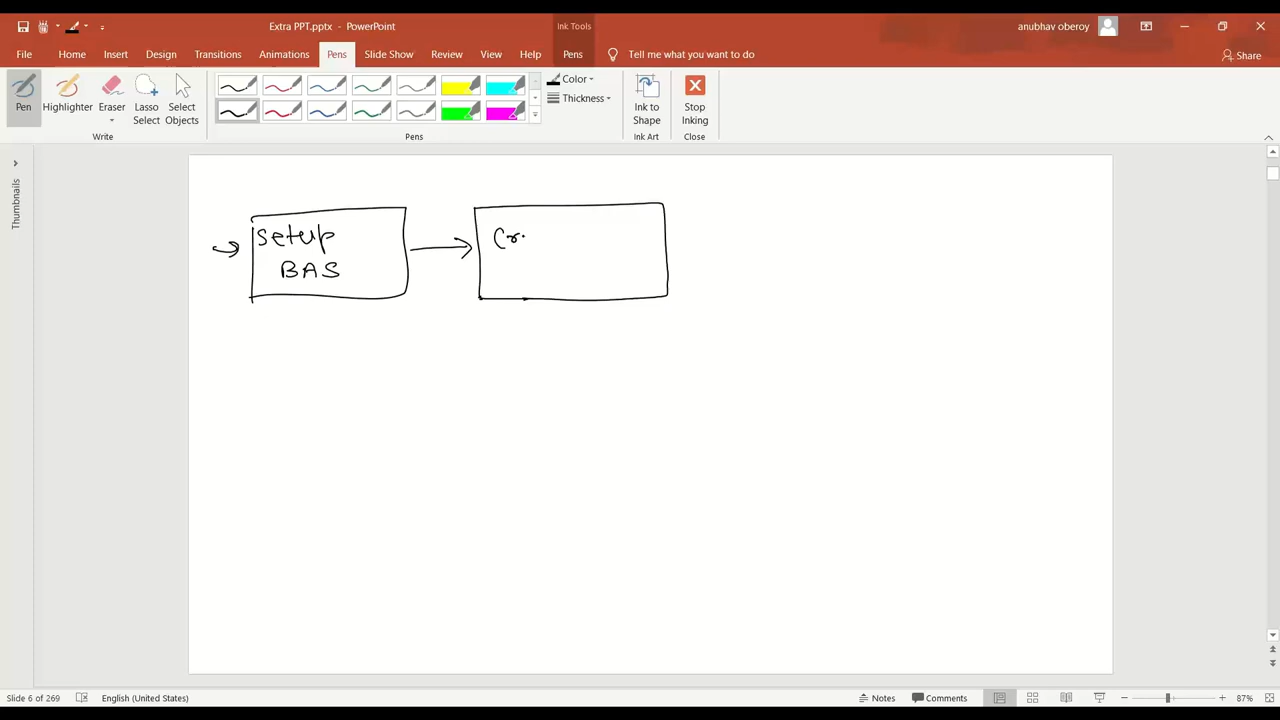 Extra PPT.pptx - PowerPoint
Ink Tools
anubhav oberoy
File Home Insert Design Transitions Animations Pens Slide Show Review View Help Pens Tell me what you want to do Share
Pen Highlighter Eraser Lasso Select Select Objects
Color
Thickness
Ink to Shape
Stop Inking
Write Pens Ink Art Close
Thumbnails
Setup
BAS
Cr
Slide 6 of 269 English (United States) Notes Comments 87%